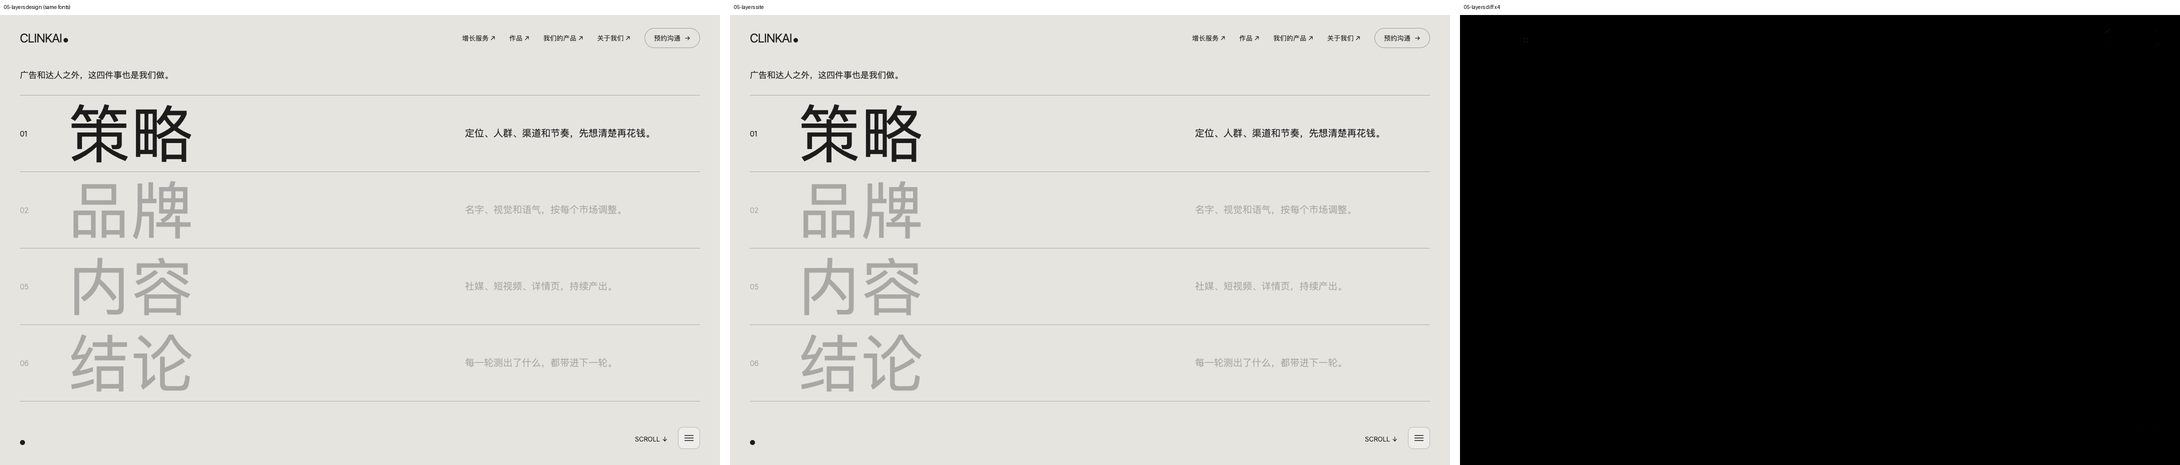 05-layers design (same fonts)
CLINKAI
增长服务 ↗ 作品 ↗ 我们的产品 ↗ 关于我们 ↗ 预约沟通 →
广告和达人之外，这四件事也是我们做。
01 策略 定位、人群、渠道和节奏，先想清楚再花钱。
02 品牌 名字、视觉和语气，按每个市场调整。
05 内容 社媒、短视频、详情页，持续产出。
06 结论 每一轮测出了什么，都带进下一轮。
SCROLL ↓
05-layers site
CLINKAI
增长服务 ↗ 作品 ↗ 我们的产品 ↗ 关于我们 ↗ 预约沟通 →
广告和达人之外，这四件事也是我们做。
01 策略 定位、人群、渠道和节奏，先想清楚再花钱。
02 品牌 名字、视觉和语气，按每个市场调整。
05 内容 社媒、短视频、详情页，持续产出。
06 结论 每一轮测出了什么，都带进下一轮。
SCROLL ↓
05-layers diff x4